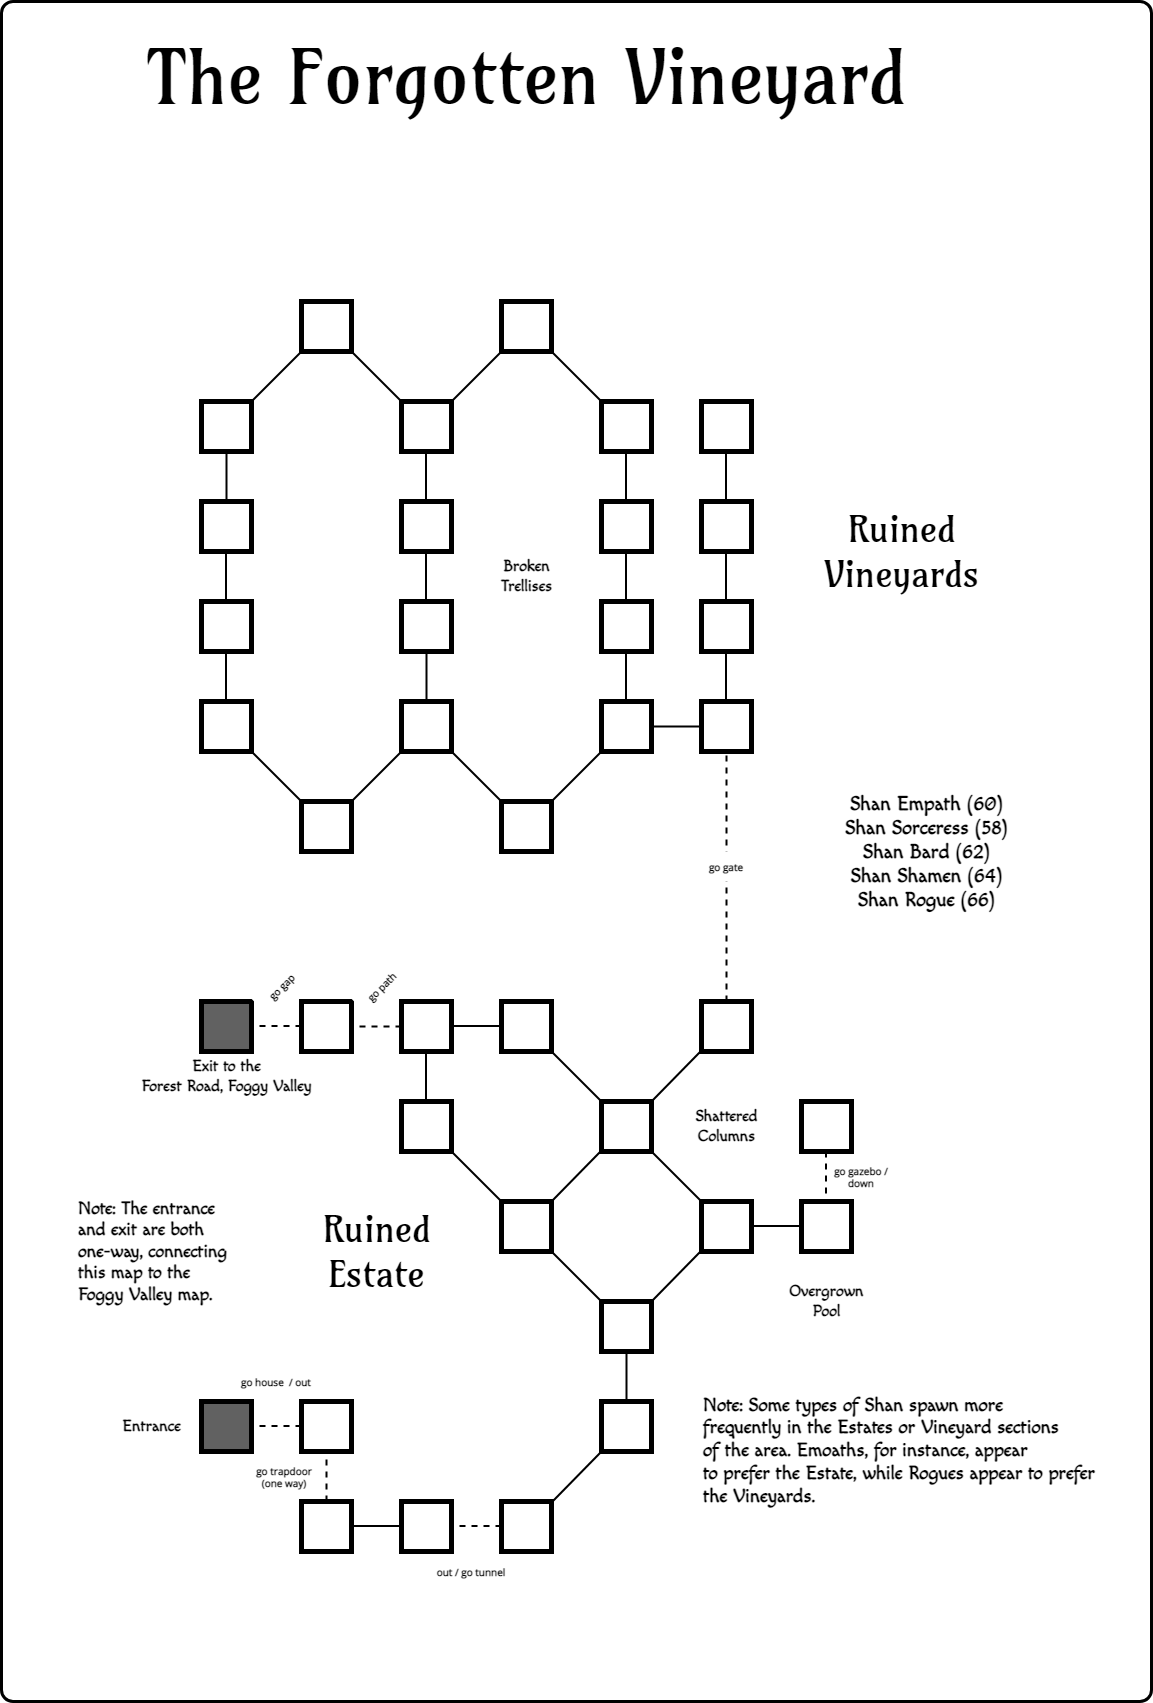 The Forgotten Vineyard
Broken
Trellises
Ruined
Vineyards
Shan Empath (60)
Shan Sorceress (58)
Shan Bard (62)
Shan Shamen (64)
Shan Rogue (66)
go gate
go gap
go path
Exit to the
Forest Road, Foggy Valley
Shattered
Columns
go gazebo /
down
Note: The entrance
and exit are both
one-way, connecting
this map to the
Foggy Valley map.
Ruined
Estate
Overgrown
Pool
go house / out
Entrance
go trapdoor
(one way)
out / go tunnel
Note: Some types of Shan spawn more
frequently in the Estates or Vineyard sections
of the area. Emoaths, for instance, appear
to prefer the Estate, while Rogues appear to prefer
the Vineyards.